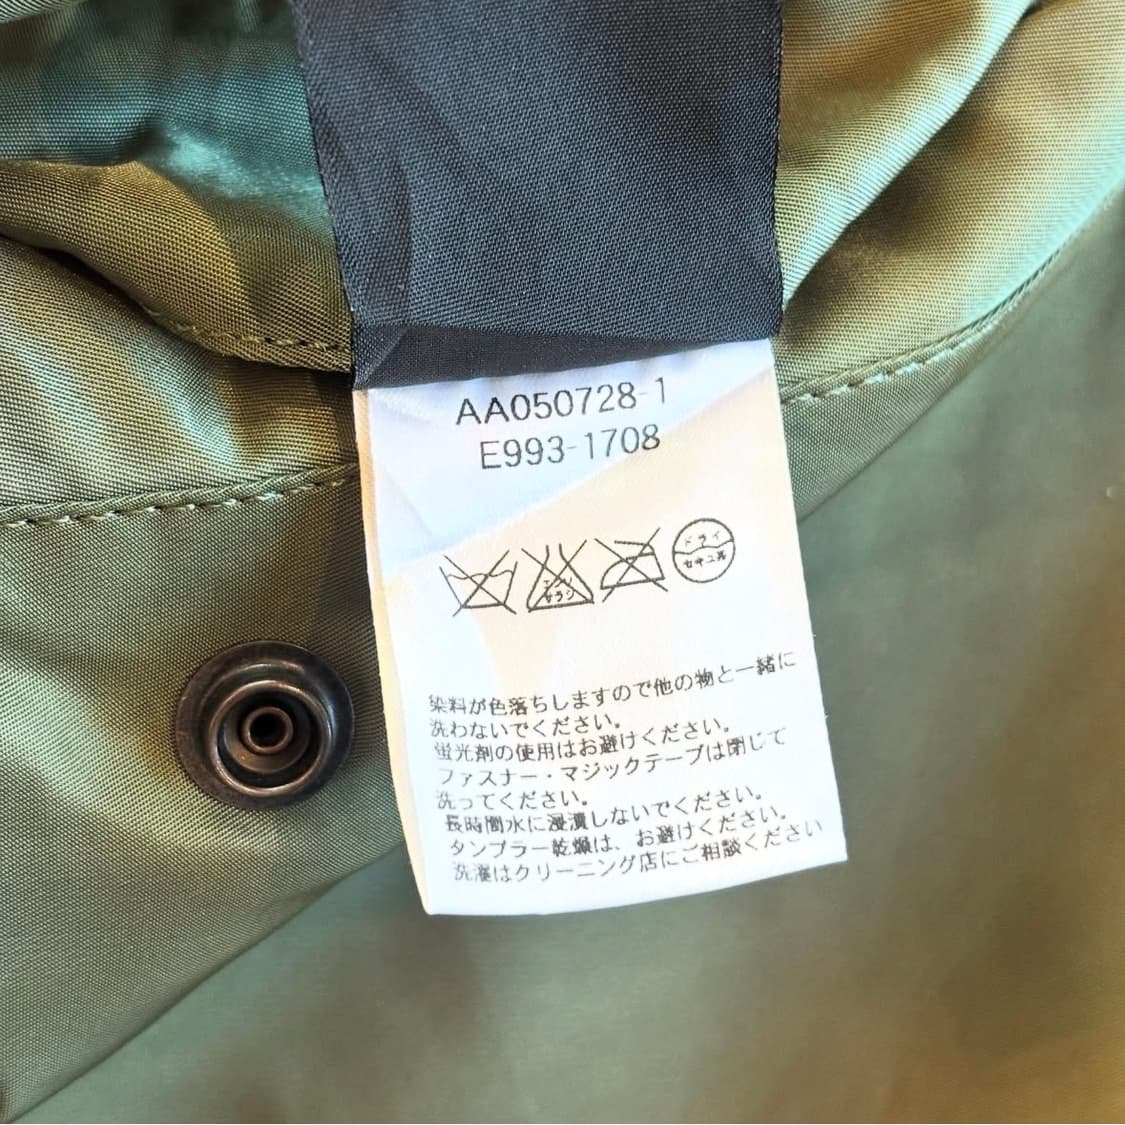 AA050728-1
E993-1708
エンソ
サラシ
ドライ
セキユ系
染料が色落ちしますので他の物と一緒に
洗わないでください。
蛍光剤の使用はお避けください。
ファスナー・マジックテープは閉じて
洗ってください。
長時間水に浸漬しないでください。
タンブラー乾燥は、お避けください。
洗濯はクリーニング店にご相談ください